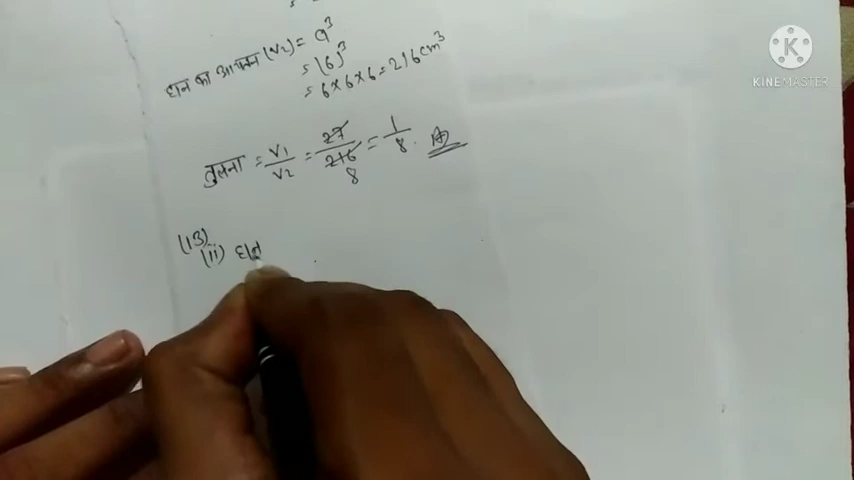 घन का आयतन (V2) = a³
= (6)³
= 6×6×6 = 216 cm³
तुलना = V1/V2 = 27/216 = 1/8.
8
(13)
(ii) घन
KINEMASTER